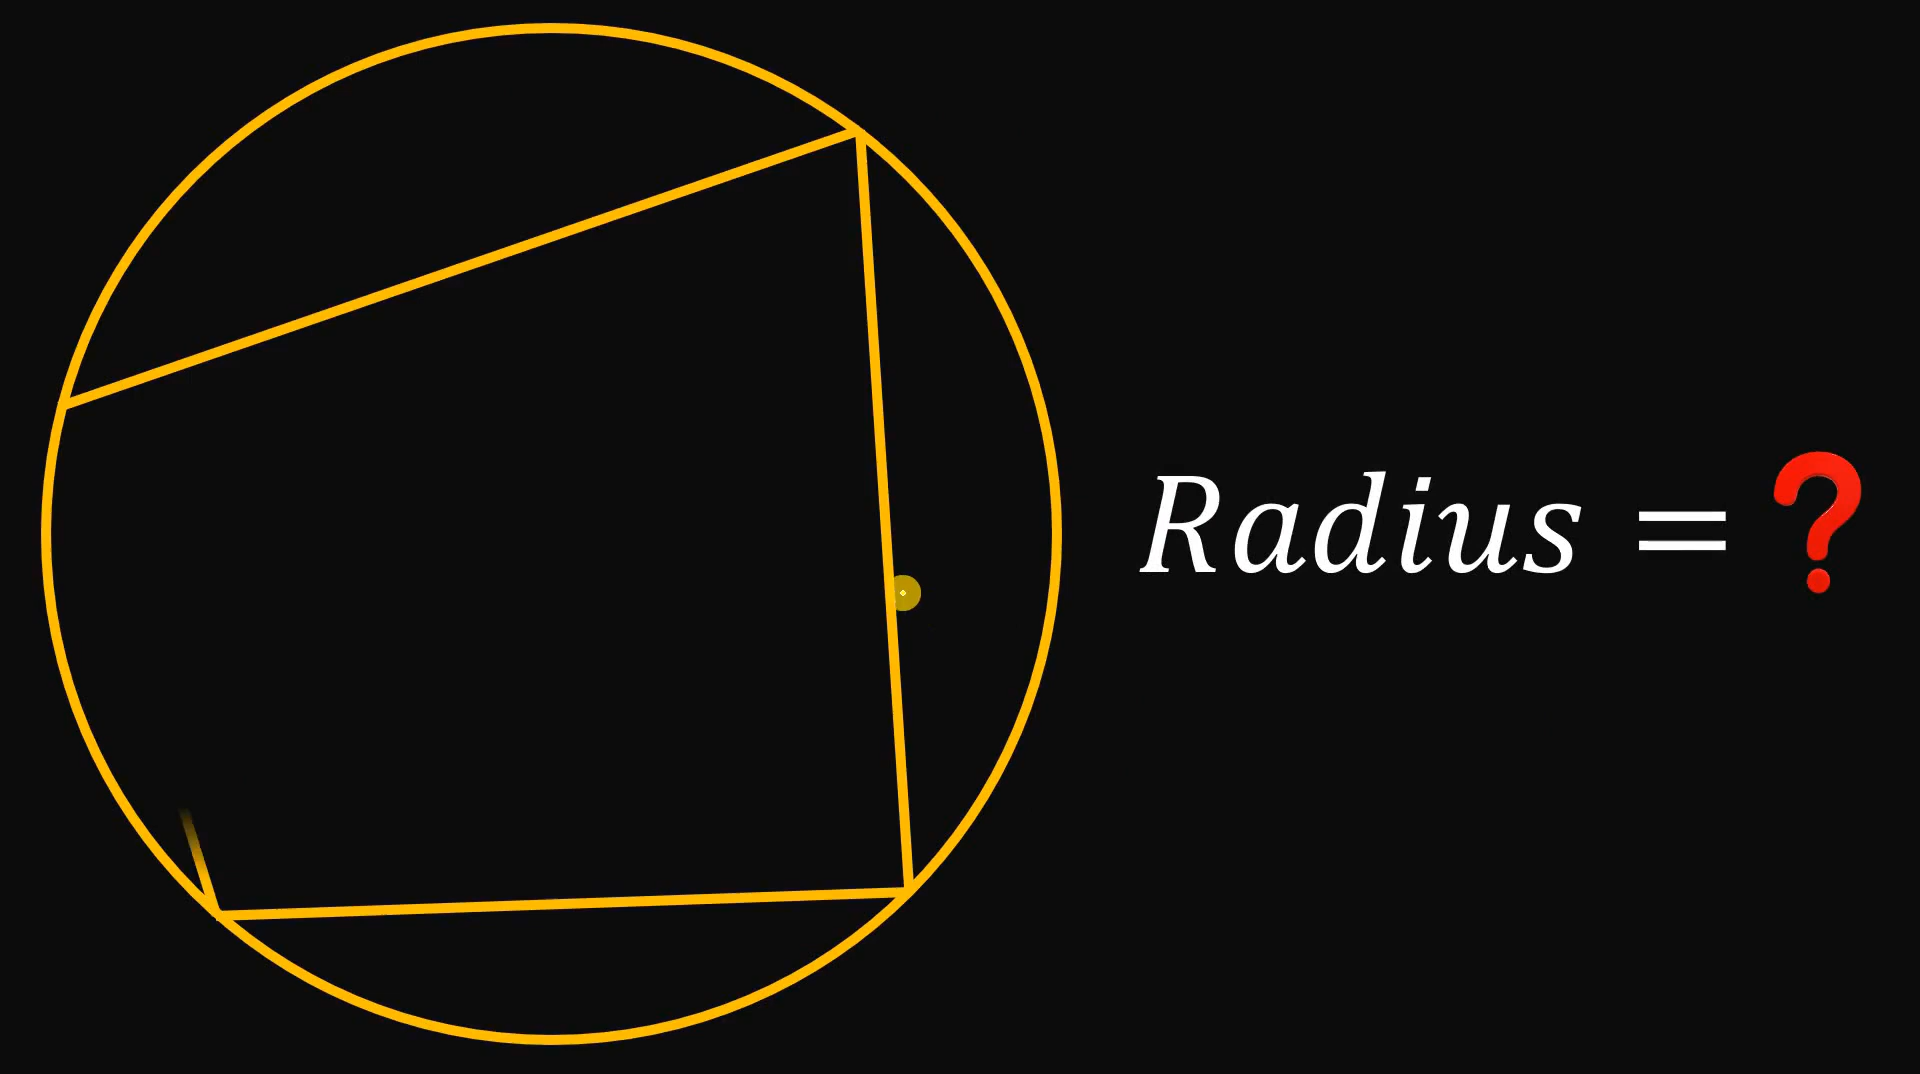 Radius = ❓